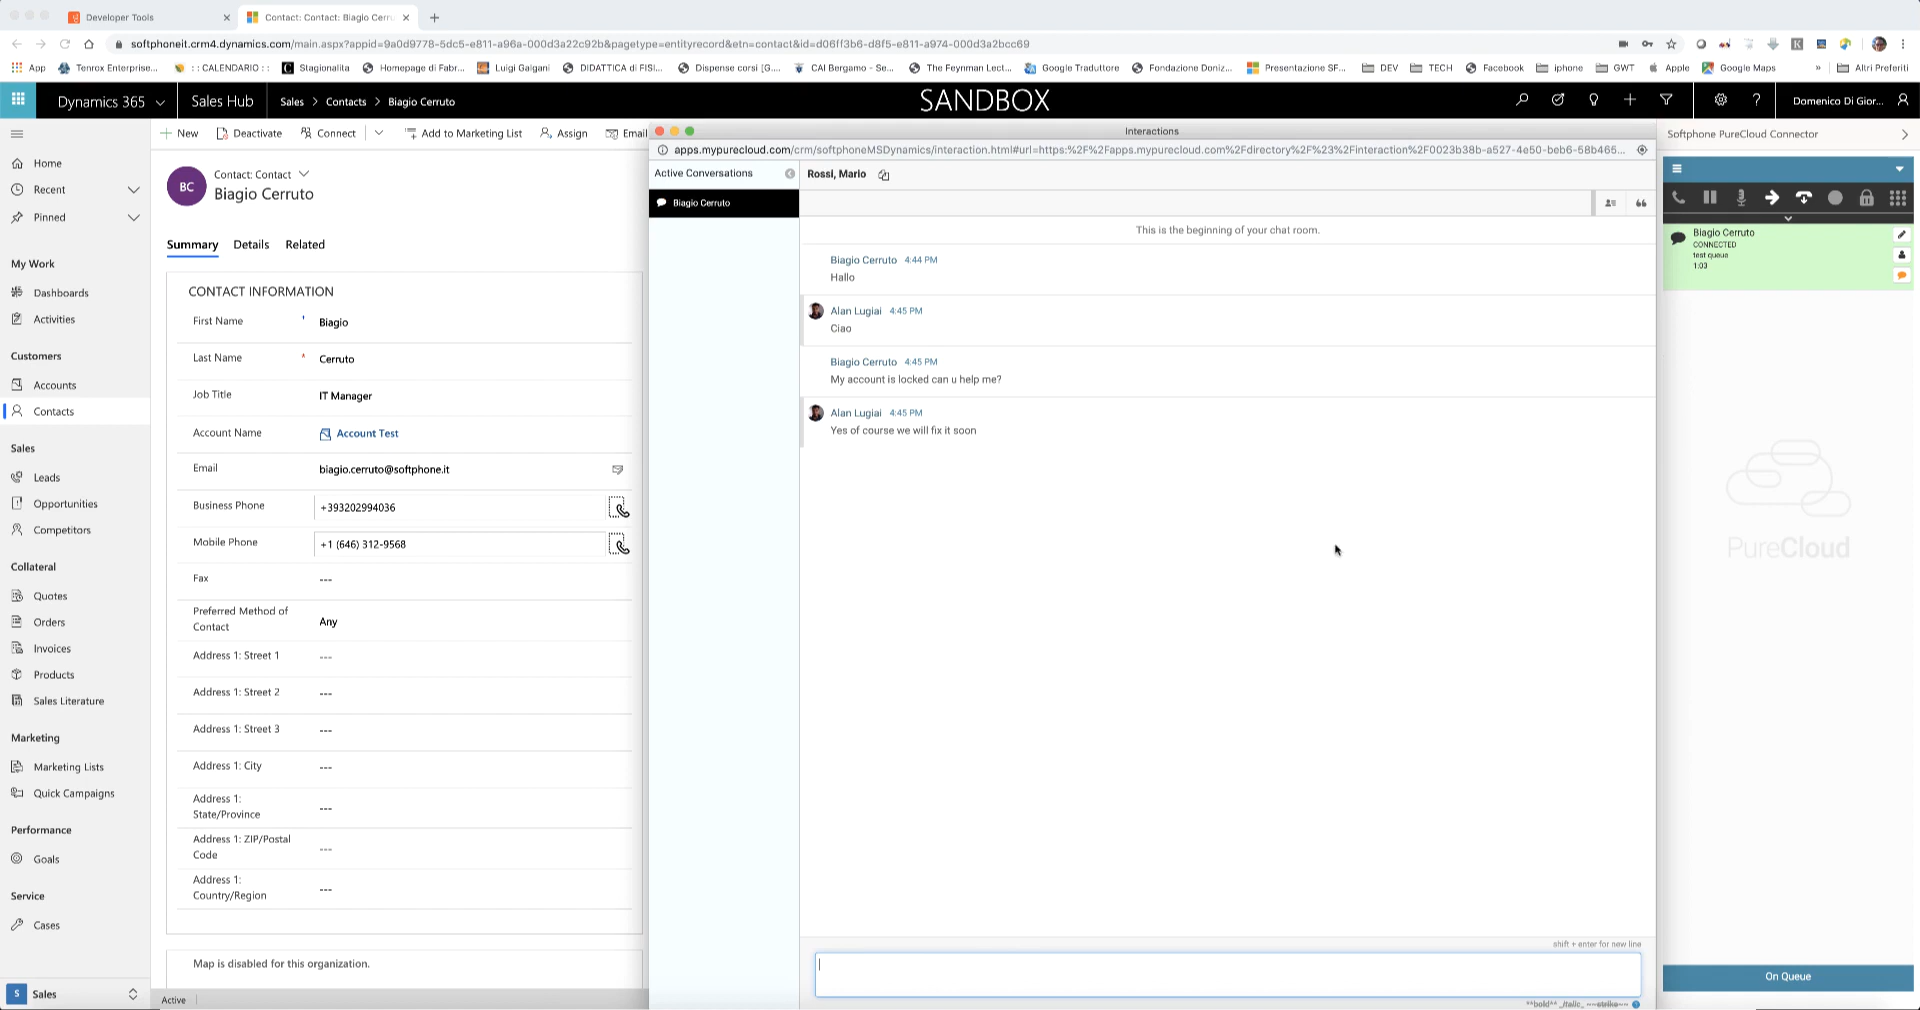 Developer Tools
Contact: Contact: Biagio Cerru
softphoneit.crm4.dynamics.com/main.aspx?appid=9a0d9778-5dc5-e811-a96a-000d3a22c92b&pagetype=entityrecord&etn=contact&id=d06ff3b6-d8f5-e811-a974-000d3a2bcc69
App
Tenrox Enterprise...
: : CALENDARIO : :
Stagionalita
Homepage di Fabr...
Luigi Galgani
DIDATTICA di FISI...
Dispense corsi [G....
CAI Bergamo - Se...
The Feynman Lect...
Google Traduttore
Fondazione Doniz...
Presentazione SF...
DEV
TECH
Facebook
iphone
GWT
Apple
Google Maps
»
Altri Preferiti
Dynamics 365
Sales Hub
Sales > Contacts > Biagio Cerruto
SANDBOX
Domenico Di Gior...
New
Deactivate
Connect
Add to Marketing List
Assign
Email
Home
Recent
Pinned
My Work
Dashboards
Activities
Customers
Accounts
Contacts
Sales
Leads
Opportunities
Competitors
Collateral
Quotes
Orders
Invoices
Products
Sales Literature
Marketing
Marketing Lists
Quick Campaigns
Performance
Goals
Service
Cases
S Sales
BC
Contact: Contact
Biagio Cerruto
Summary
Details
Related
CONTACT INFORMATION
First Name
Biagio
Last Name * Cerruto
Job Title
IT Manager
Account Name
Account Test
Email
biagio.cerruto@softphone.it
Business Phone
+393202994036
Mobile Phone
+1 (646) 312-9568
Fax
---
Preferred Method of
Contact
Any
Address 1: Street 1
---
Address 1: Street 2
---
Address 1: Street 3
---
Address 1: City
---
Address 1:
State/Province
---
Address 1: ZIP/Postal
Code
---
Address 1:
Country/Region
---
Map is disabled for this organization.
Active
Interactions
apps.mypurecloud.com/crm/softphoneMSDynamics/interaction.html#url=https:%2F%2Fapps.mypurecloud.com%2Fdirectory%2F%23%2Finteraction%2F0023b38b-a527-4e50-beb6-58b465...
Active Conversations
Biagio Cerruto
Rossi, Mario
This is the beginning of your chat room.
Biagio Cerruto 4:44 PM
Hallo
Alan Lugiai 4:45 PM
Ciao
Biagio Cerruto 4:45 PM
My account is locked can u help me?
Alan Lugiai 4:45 PM
Yes of course we will fix it soon
shift + enter for new line
**bold** _italic_ ~~strike~~
Softphone PureCloud Connector
Biagio Cerruto
CONNECTED
test queue
1:03
PureCloud
On Queue